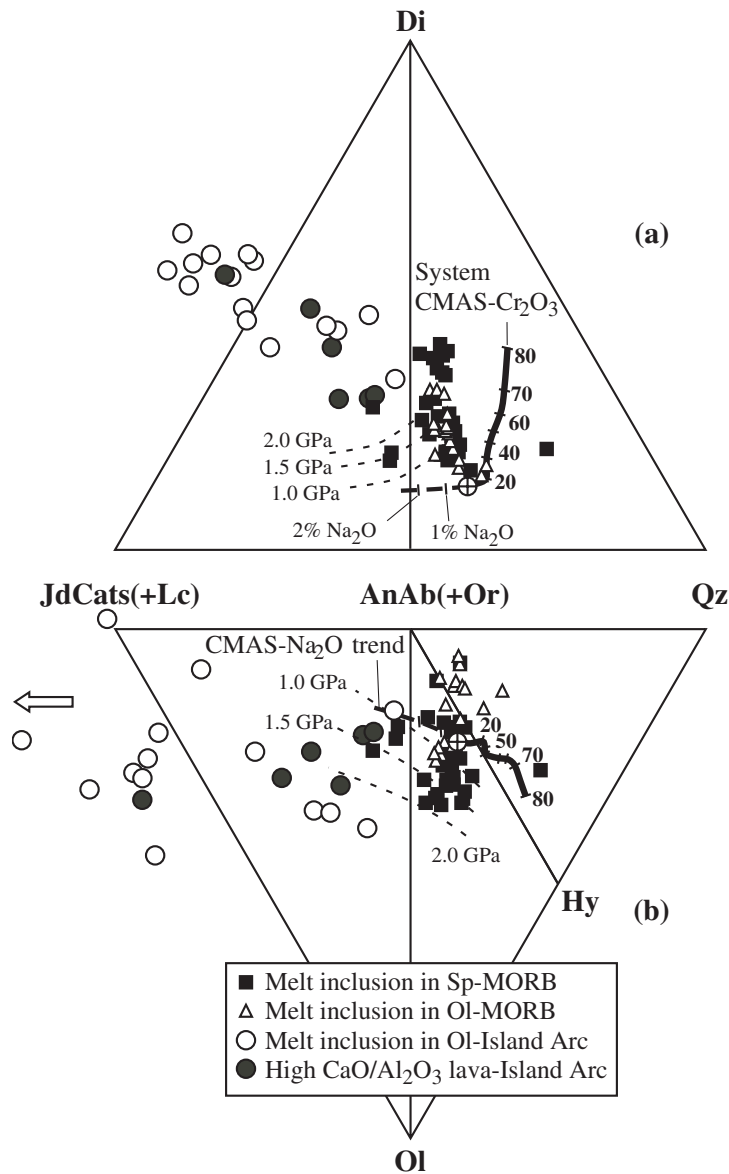 Di
(a)
System
CMAS-Cr₂O₃
80
70
60
40
20
2.0 GPa
1.5 GPa
1.0 GPa
2% Na₂O
1% Na₂O
JdCats(+Lc)
AnAb(+Or)
Qz
CMAS-Na₂O trend
1.0 GPa
1.5 GPa
20
50
70
80
2.0 GPa
Hy
(b)
Melt inclusion in Sp-MORB
Melt inclusion in Ol-MORB
Melt inclusion in Ol-Island Arc
High CaO/Al₂O₃ lava-Island Arc
Ol